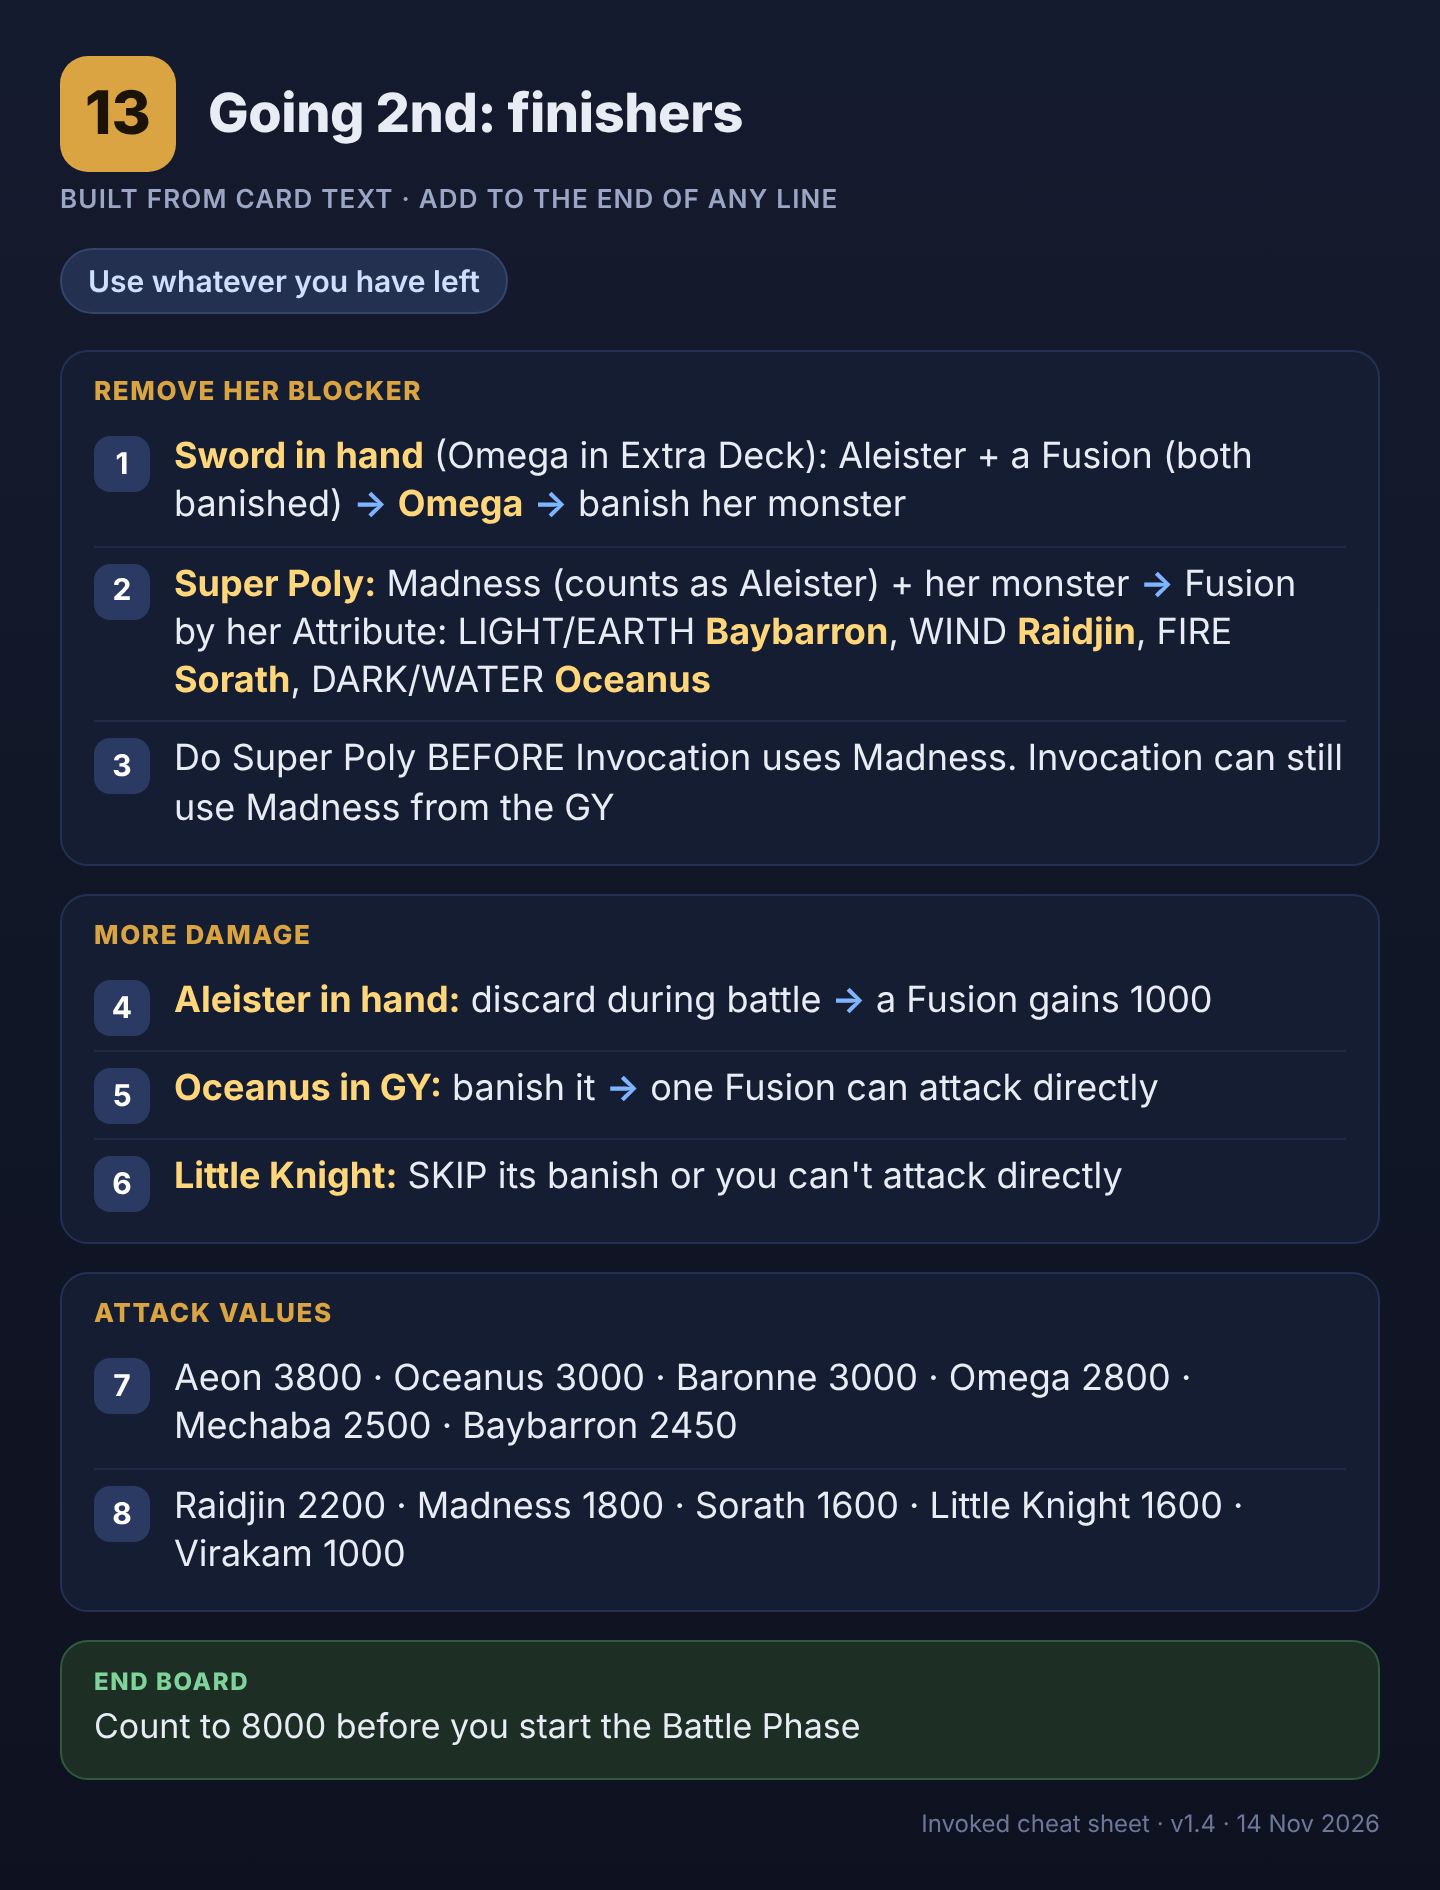 13
Going 2nd: finishers
BUILT FROM CARD TEXT · ADD TO THE END OF ANY LINE
Use whatever you have left
REMOVE HER BLOCKER
1
Sword in hand (Omega in Extra Deck): Aleister + a Fusion (both
banished) → Omega → banish her monster
2
Super Poly: Madness (counts as Aleister) + her monster → Fusion
by her Attribute: LIGHT/EARTH Baybarron, WIND Raidjin, FIRE
Sorath, DARK/WATER Oceanus
3
Do Super Poly BEFORE Invocation uses Madness. Invocation can still
use Madness from the GY
MORE DAMAGE
4
Aleister in hand: discard during battle → a Fusion gains 1000
5
Oceanus in GY: banish it → one Fusion can attack directly
6
Little Knight: SKIP its banish or you can't attack directly
ATTACK VALUES
7
Aeon 3800 · Oceanus 3000 · Baronne 3000 · Omega 2800 ·
Mechaba 2500 · Baybarron 2450
8
Raidjin 2200 · Madness 1800 · Sorath 1600 · Little Knight 1600 ·
Virakam 1000
END BOARD
Count to 8000 before you start the Battle Phase
Invoked cheat sheet · v1.4 · 14 Nov 2026